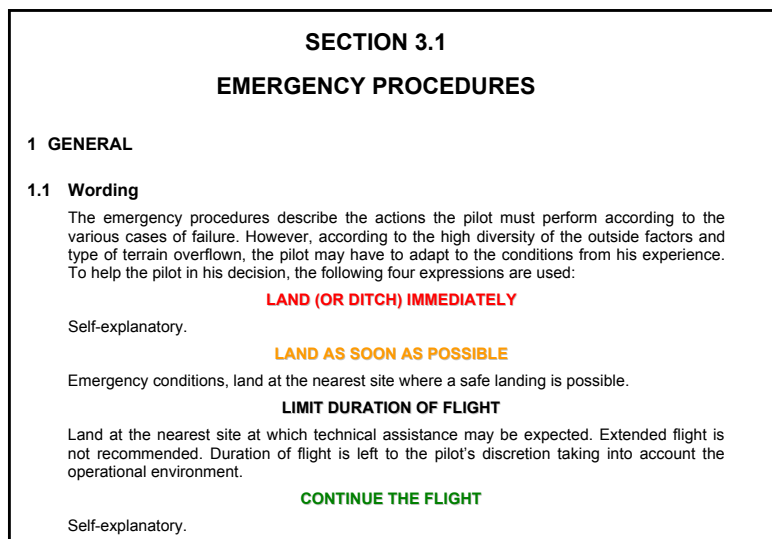 SECTION 3.1
EMERGENCY PROCEDURES
1 GENERAL
1.1 Wording
The emergency procedures describe the actions the pilot must perform according to the
various cases of failure. However, according to the high diversity of the outside factors and
type of terrain overflown, the pilot may have to adapt to the conditions from his experience.
To help the pilot in his decision, the following four expressions are used:
LAND (OR DITCH) IMMEDIATELY
Self-explanatory.
LAND AS SOON AS POSSIBLE
Emergency conditions, land at the nearest site where a safe landing is possible.
LIMIT DURATION OF FLIGHT
Land at the nearest site at which technical assistance may be expected. Extended flight is
not recommended. Duration of flight is left to the pilot's discretion taking into account the
operational environment.
CONTINUE THE FLIGHT
Self-explanatory.